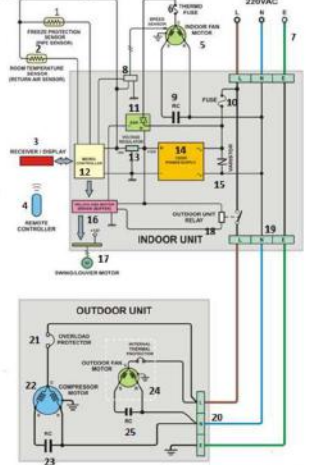 220VAC
L N E
1
FREEZE PROTECTION
SENSOR
(PIPE SENSOR)
2
ROOM TEMPERATURE
SENSOR
(RETURN AIR SENSOR)
6
THERMO
FUSE
SPEED
SENSOR
INDOOR FAN
MOTOR
5
7
L N E
8
9
RC
FUSE
10
11
3
RECEIVER / DISPLAY
MICRO
CONTROLLER
12
VOLTAGE
REGULATOR
13
14
POWER SUPPLY
15
VARISTOR
4
REMOTE
CONTROLLER
16
OUTDOOR UNIT
RELAY
18
17
SWING/LOUVER MOTOR
INDOOR UNIT
L N E
19
OUTDOOR UNIT
21
OVERLOAD
PROTECTOR
INTERNAL
THERMAL
PROTECTOR
OUTDOOR FAN
MOTOR
22
COMPRESSOR
MOTOR
24
L
N
E
20
RC
25
RC
23